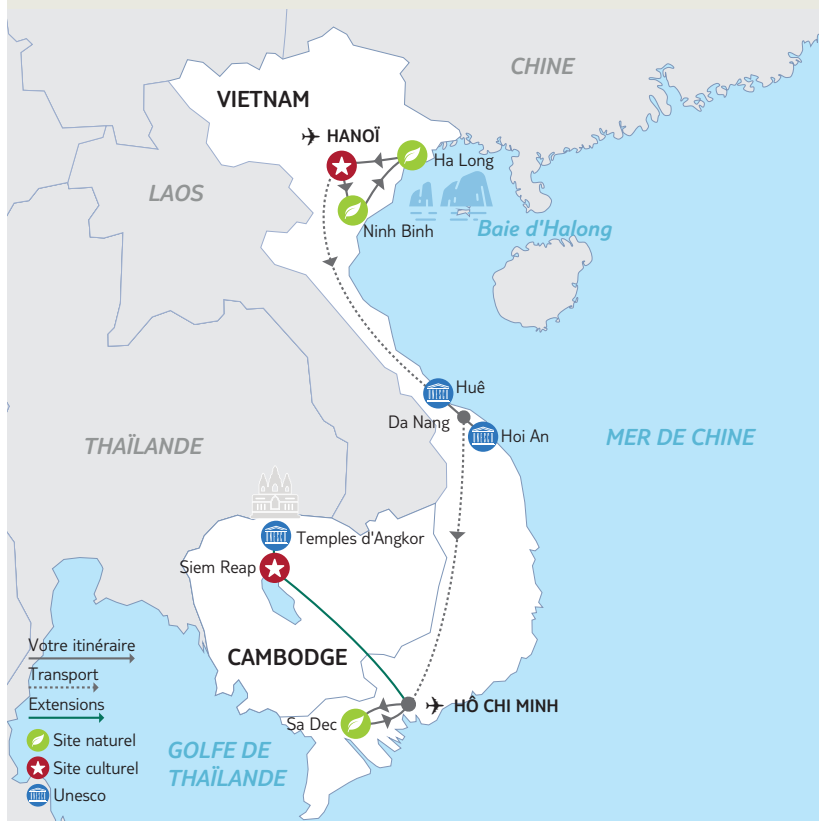 CHINE
VIETNAM
HANOÏ
Ha Long
LAOS
Ninh Binh
Baie d'Halong
Huê
Da Nang
Hoi An
MER DE CHINE
THAÏLANDE
Temples d'Angkor
Siem Reap
CAMBODGE
Votre itinéraire
Transport
Extensions
Site naturel
Site culturel
Unesco
HÔ CHI MINH
Sa Dec
GOLFE DE
THAÏLANDE